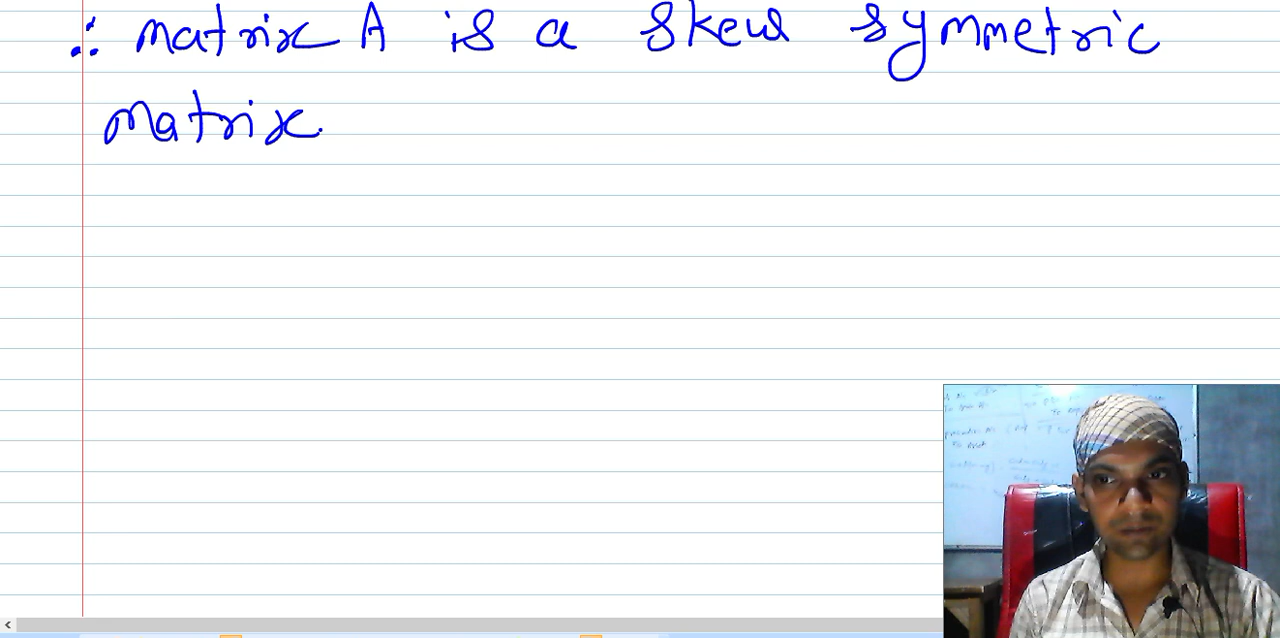 ∴ matrix A is a skew symmetric
matrix.